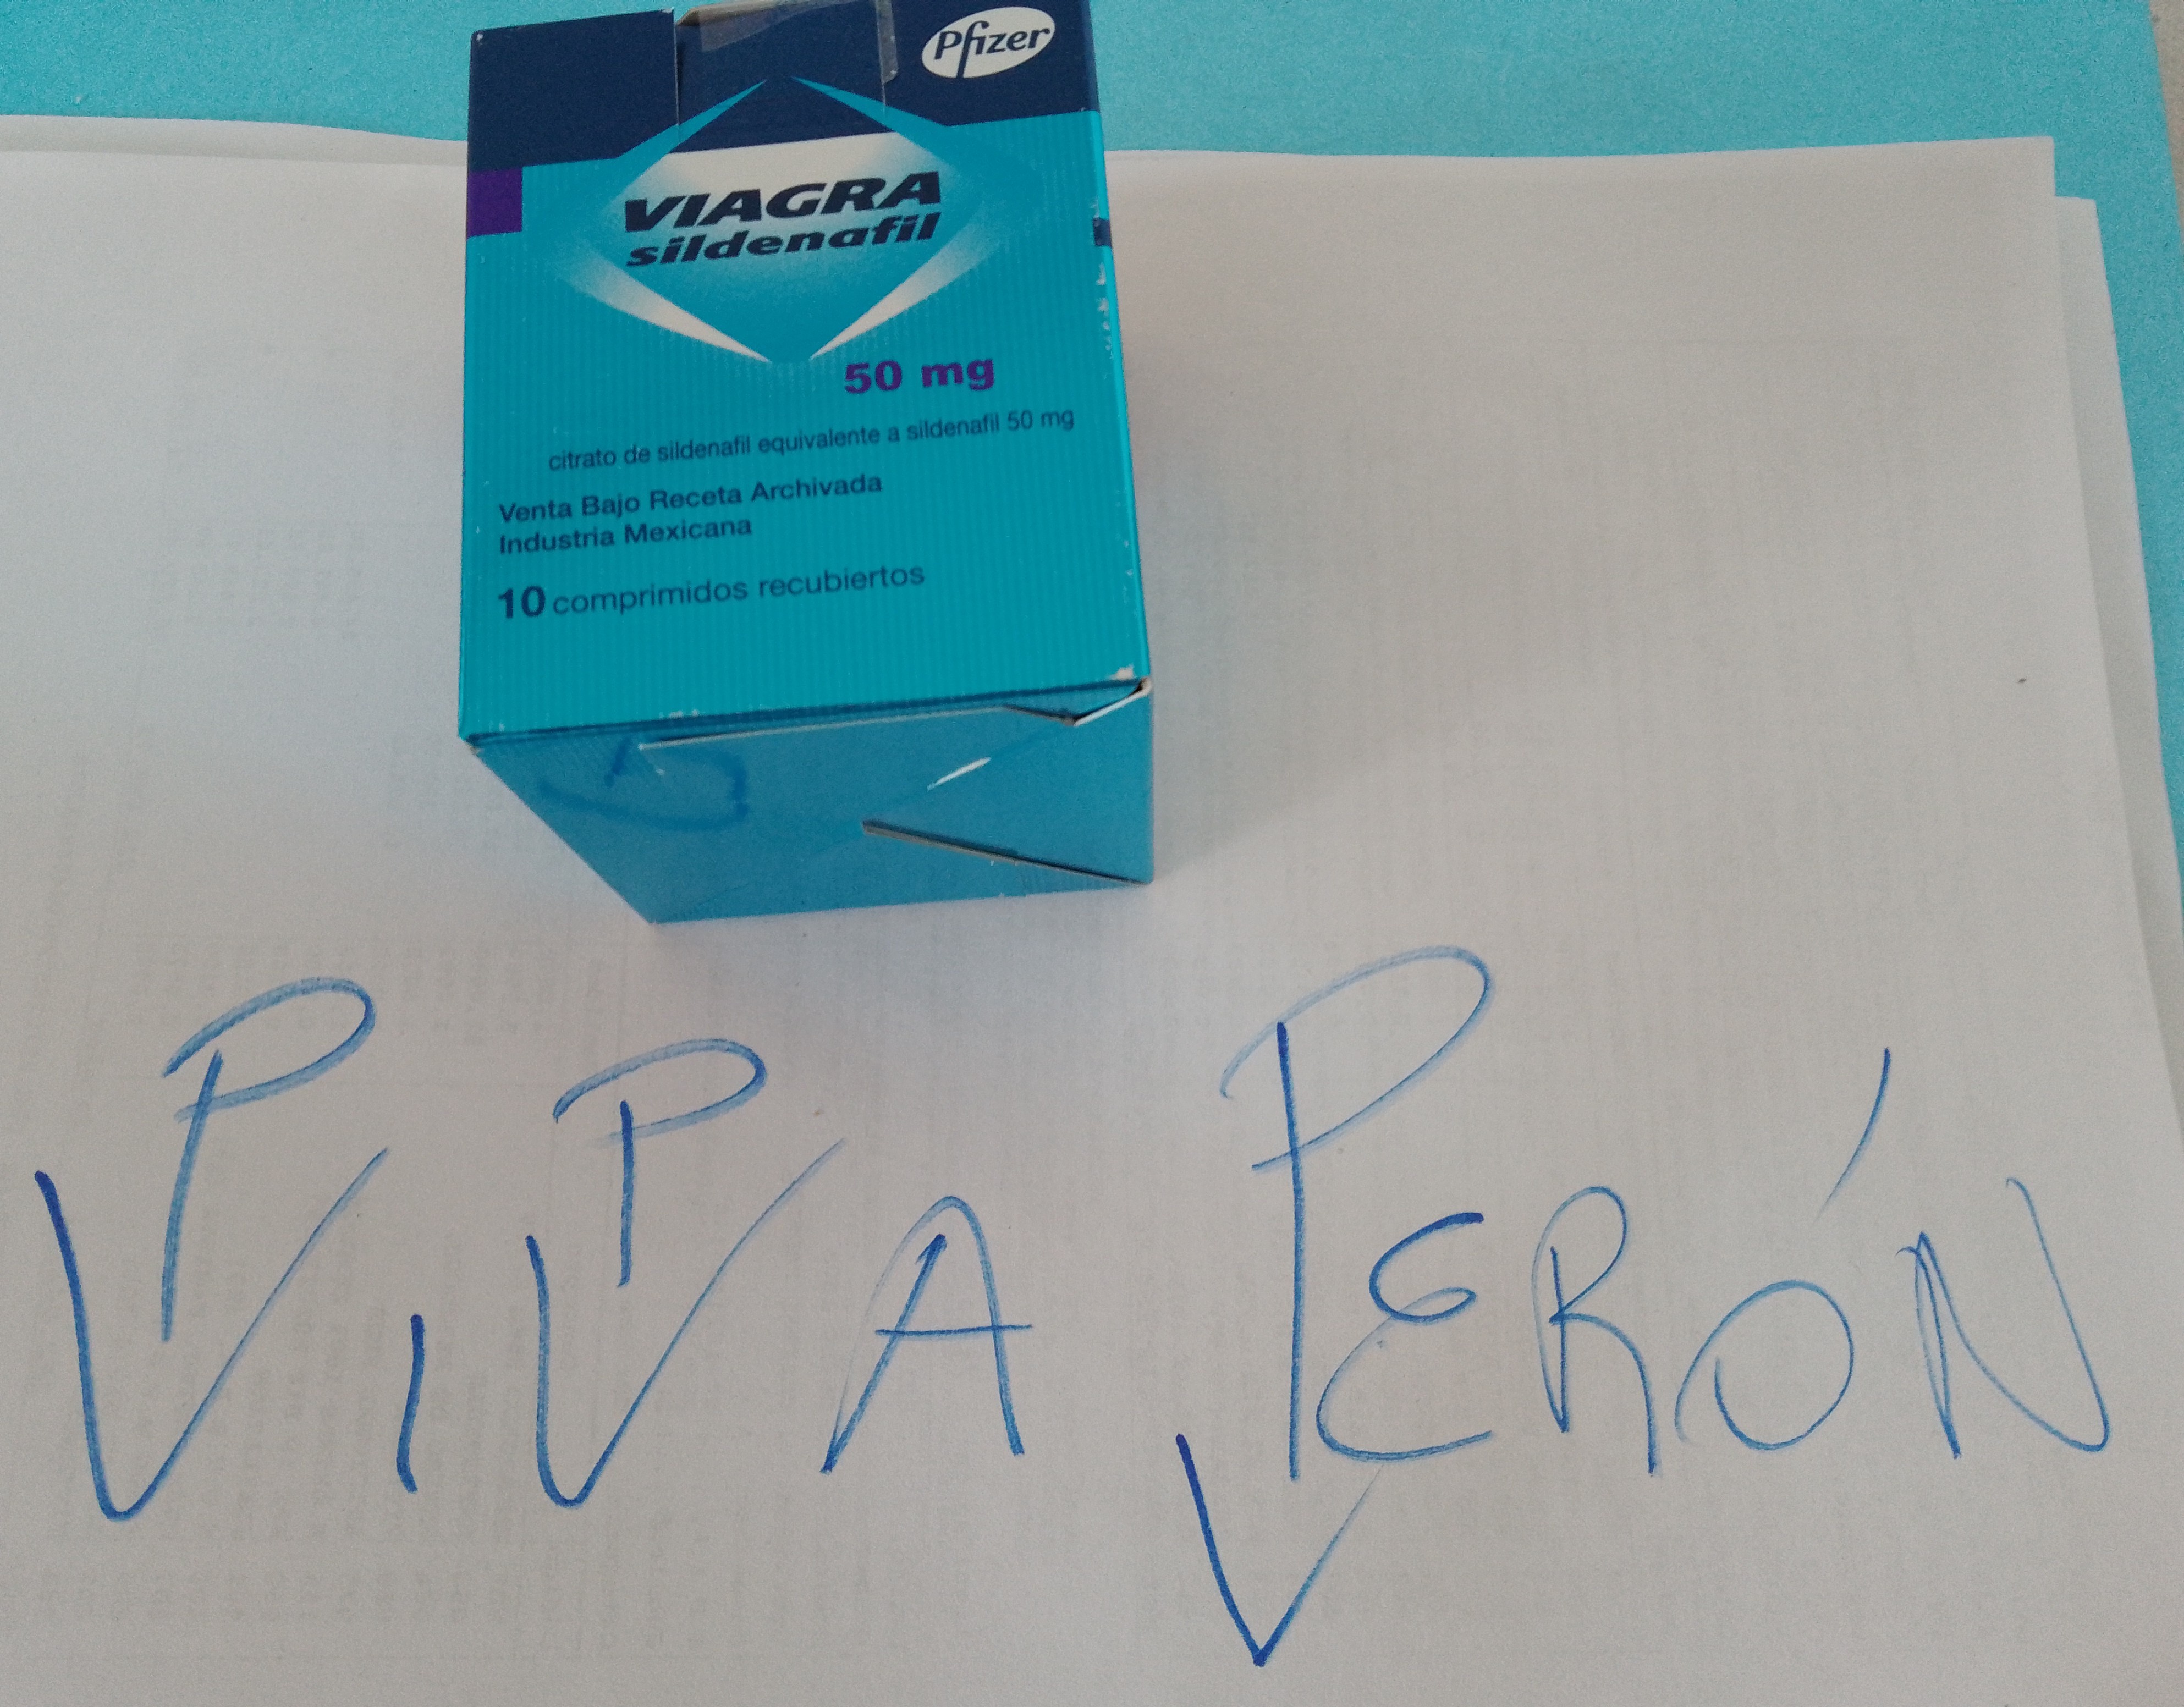 Pfizer
VIAGRA
sildenafil
50 mg
citrato de sildenafil equivalente a sildenafil 50 mg
Venta Bajo Receta Archivada
Industria Mexicana
10 comprimidos recubiertos
VIVA PERÓN